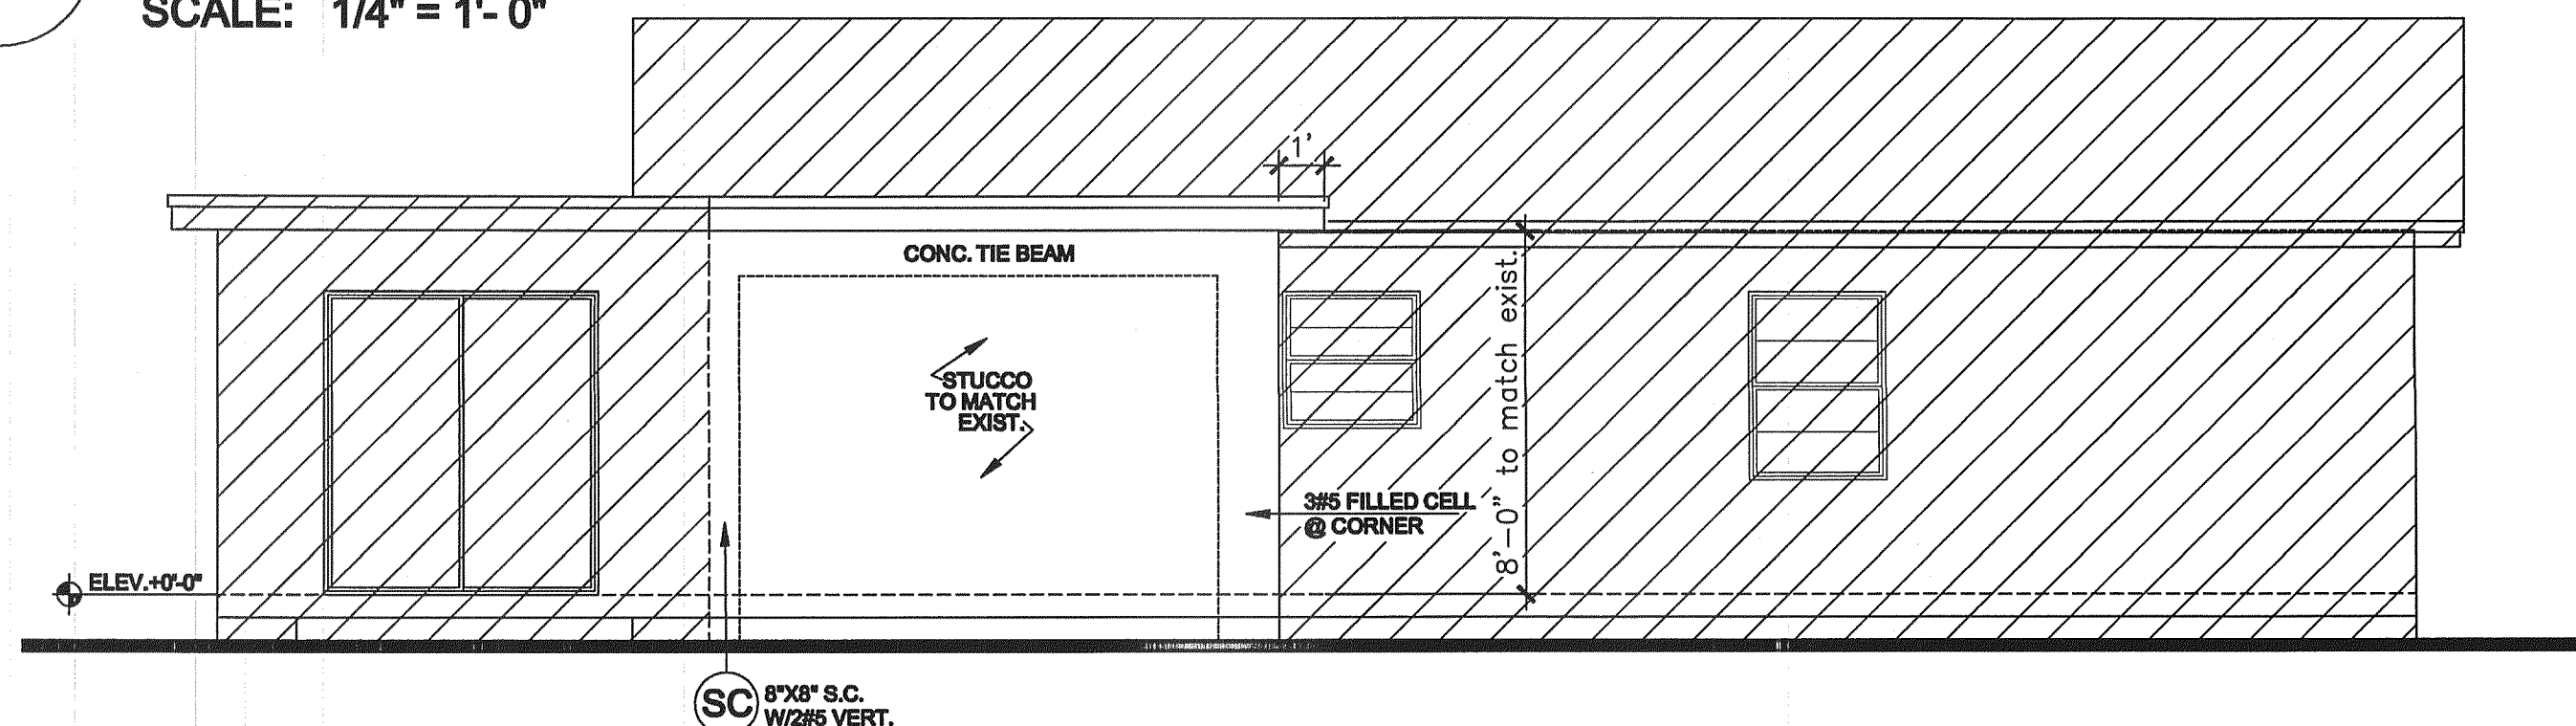 SCALE: 1/4" = 1'- 0"
1'
CONC. TIE BEAM
STUCCO
TO MATCH
EXIST.
8'-0" to match exist.
3#5 FILLED CELL
@ CORNER
ELEV.+0'-0"
SC
8"X8" S.C.
W/2#5 VERT.